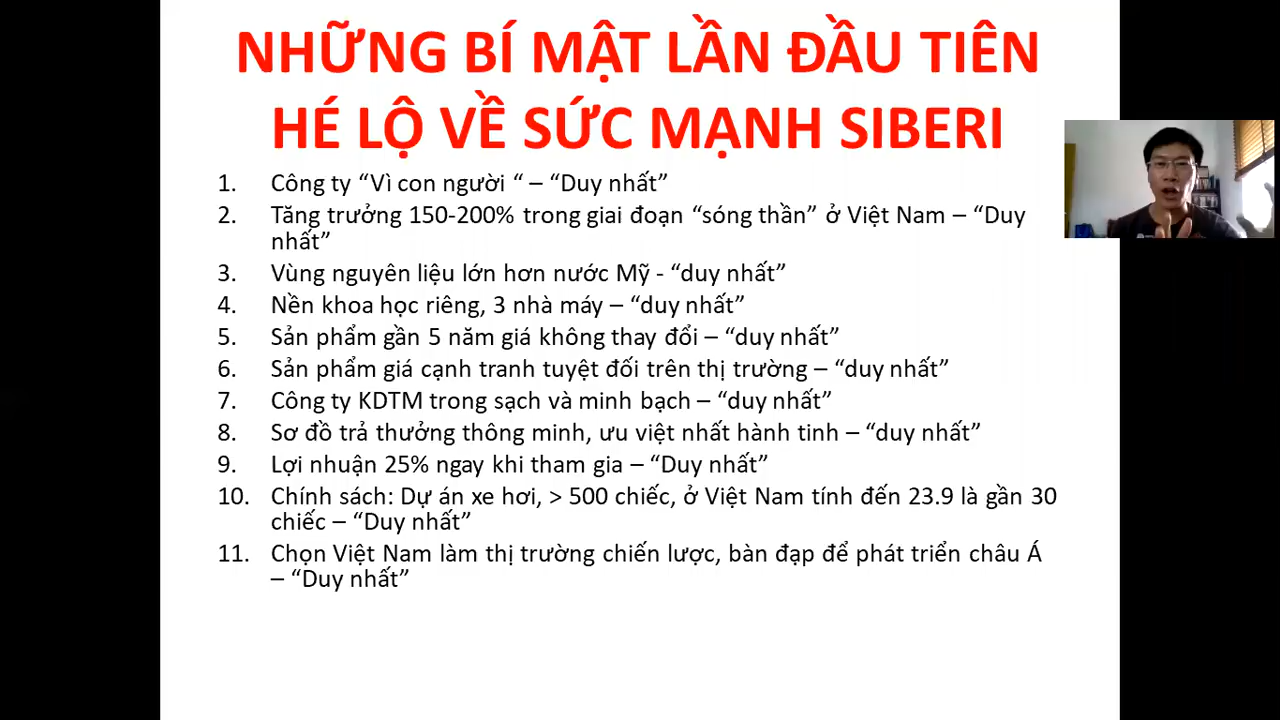 NHỮNG BÍ MẬT LẦN ĐẦU TIÊN
HÉ LỘ VỀ SỨC MẠNH SIBERI
1. Công ty “Vì con người “ – “Duy nhất”
2. Tăng trưởng 150-200% trong giai đoạn “sóng thần” ở Việt Nam – “Duy
nhất”
3. Vùng nguyên liệu lớn hơn nước Mỹ - “duy nhất”
4. Nền khoa học riêng, 3 nhà máy – “duy nhất”
5. Sản phẩm gần 5 năm giá không thay đổi – “duy nhất”
6. Sản phẩm giá cạnh tranh tuyệt đối trên thị trường – “duy nhất”
7. Công ty KDTM trong sạch và minh bạch – “duy nhất”
8. Sơ đồ trả thưởng thông minh, ưu việt nhất hành tinh – “duy nhất”
9. Lợi nhuận 25% ngay khi tham gia – “Duy nhất”
10. Chính sách: Dự án xe hơi, > 500 chiếc, ở Việt Nam tính đến 23.9 là gần 30
chiếc – “Duy nhất”
11. Chọn Việt Nam làm thị trường chiến lược, bàn đạp để phát triển châu Á
– “Duy nhất”